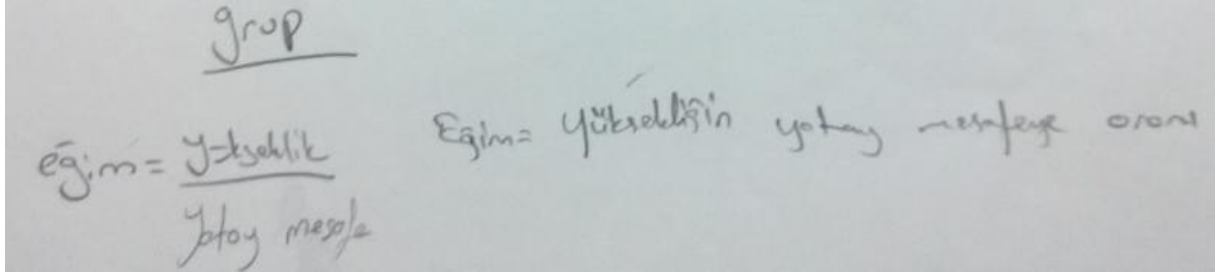 grup
eğim = yükseklik
yatay mesafe
Eğim = Yüksekliğin yatay mesafeye oranı